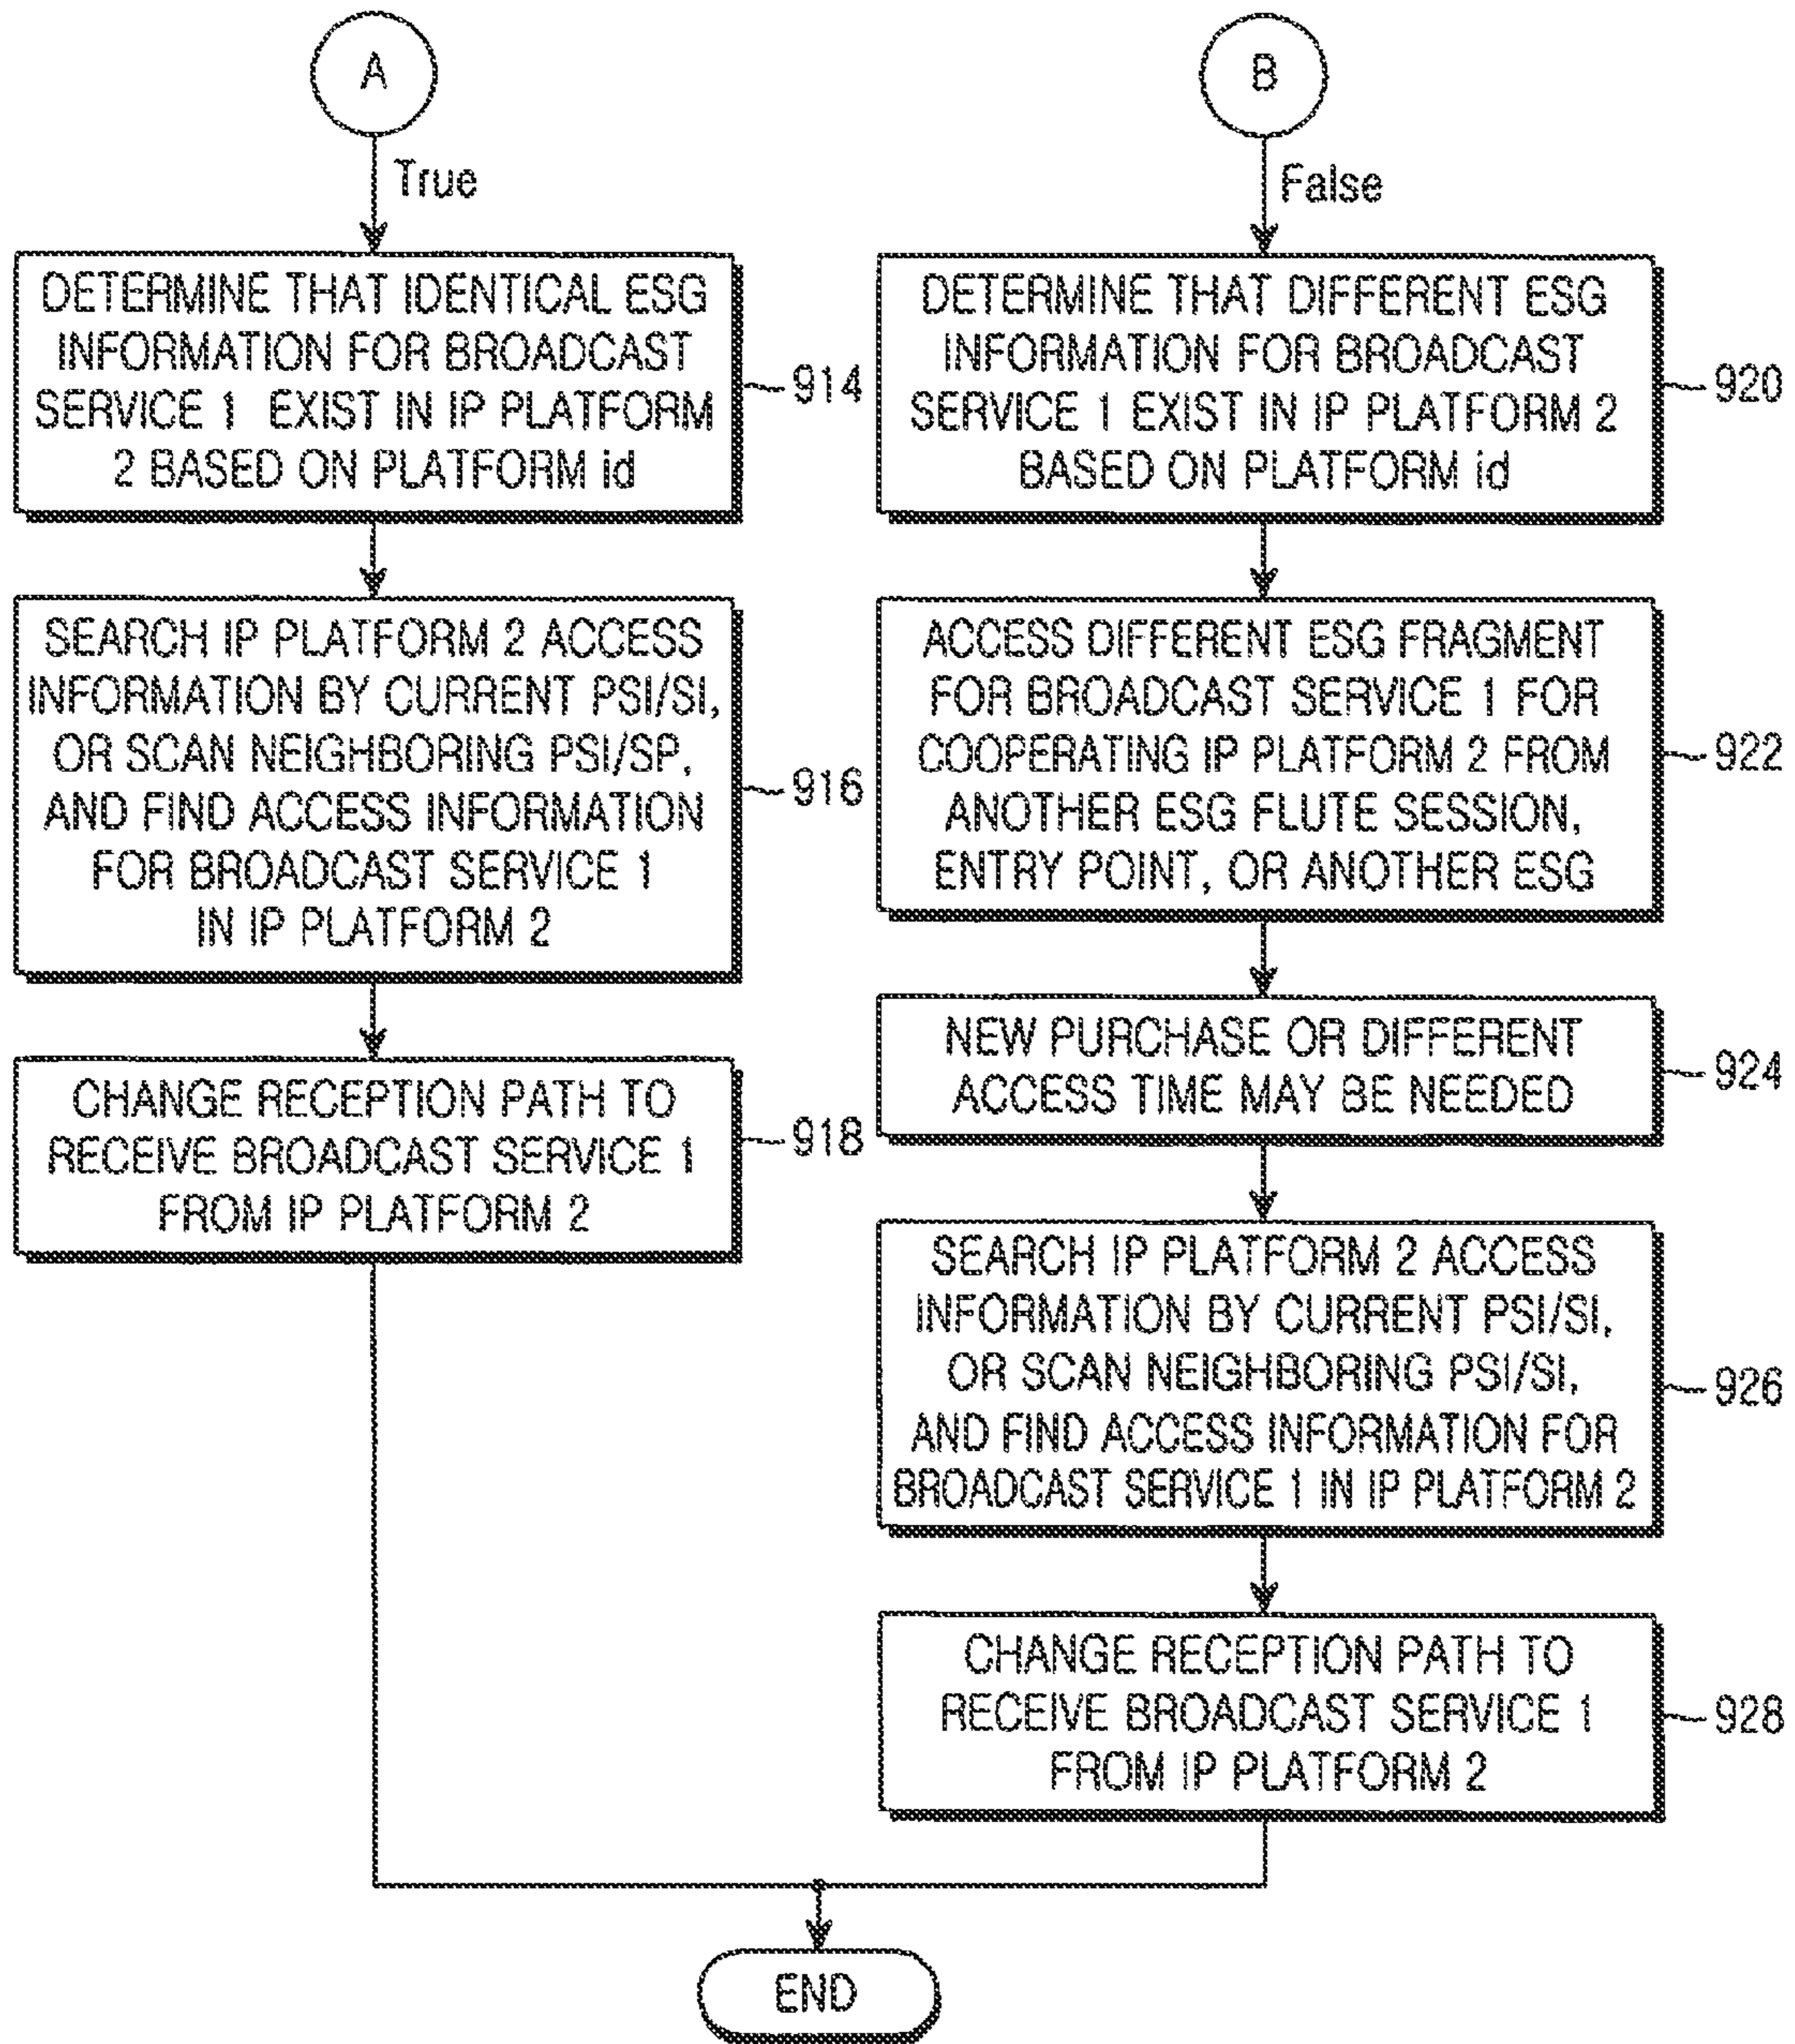 A
True
DETERMINE THAT IDENTICAL ESG
INFORMATION FOR BROADCAST
SERVICE 1 EXIST IN IP PLATFORM
2 BASED ON PLATFORM id
914
SEARCH IP PLATFORM 2 ACCESS
INFORMATION BY CURRENT PSI/SI,
OR SCAN NEIGHBORING PSI/SP,
AND FIND ACCESS INFORMATION
FOR BROADCAST SERVICE 1
IN IP PLATFORM 2
916
CHANGE RECEPTION PATH TO
RECEIVE BROADCAST SERVICE 1
FROM IP PLATFORM 2
918
B
False
DETERMINE THAT DIFFERENT ESG
INFORMATION FOR BROADCAST
SERVICE 1 EXIST IN IP PLATFORM 2
BASED ON PLATFORM id
920
ACCESS DIFFERENT ESG FRAGMENT
FOR BROADCAST SERVICE 1 FOR
COOPERATING IP PLATFORM 2 FROM
ANOTHER ESG FLUTE SESSION,
ENTRY POINT, OR ANOTHER ESG
922
NEW PURCHASE OR DIFFERENT
ACCESS TIME MAY BE NEEDED
924
SEARCH IP PLATFORM 2 ACCESS
INFORMATION BY CURRENT PSI/SI,
OR SCAN NEIGHBORING PSI/SI,
AND FIND ACCESS INFORMATION FOR
BROADCAST SERVICE 1 IN IP PLATFORM 2
926
CHANGE RECEPTION PATH TO
RECEIVE BROADCAST SERVICE 1
FROM IP PLATFORM 2
928
END